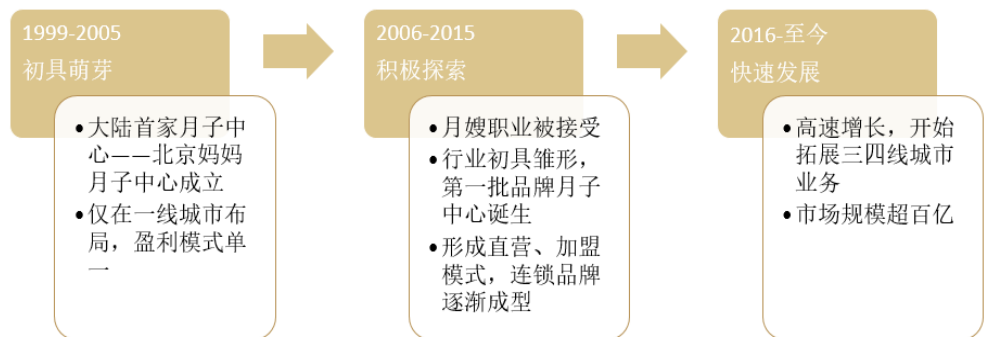 1999-2005
初具萌芽
•大陆首家月子中
心——北京妈妈
月子中心成立
•仅在一线城市布
局，盈利模式单
一
2006-2015
积极探索
•月嫂职业被接受
•行业初具雏形，
第一批品牌月子
中心诞生
•形成直营、加盟
模式，连锁品牌
逐渐成型
2016-至今
快速发展
•高速增长，开始
拓展三四线城市
业务
•市场规模超百亿